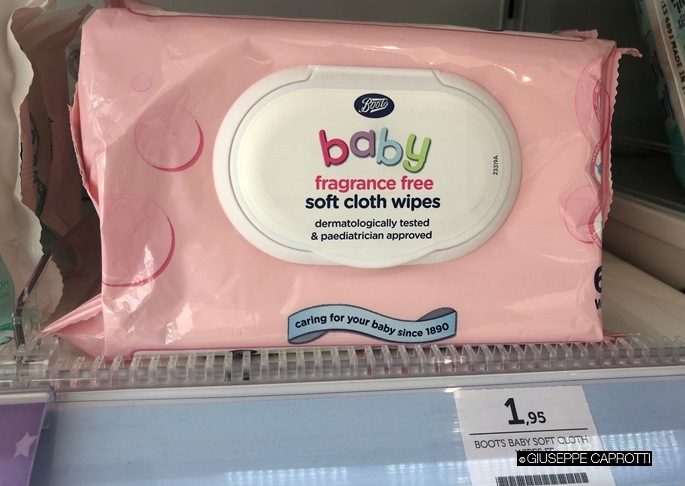 Boots
baby
fragrance free
soft cloth wipes
dermatologically tested
& paediatrician approved
23319A
caring for your baby since 1890
1,95
BOOTS BABY SOFT CLOTH
©GIUSEPPE CAPROTTI